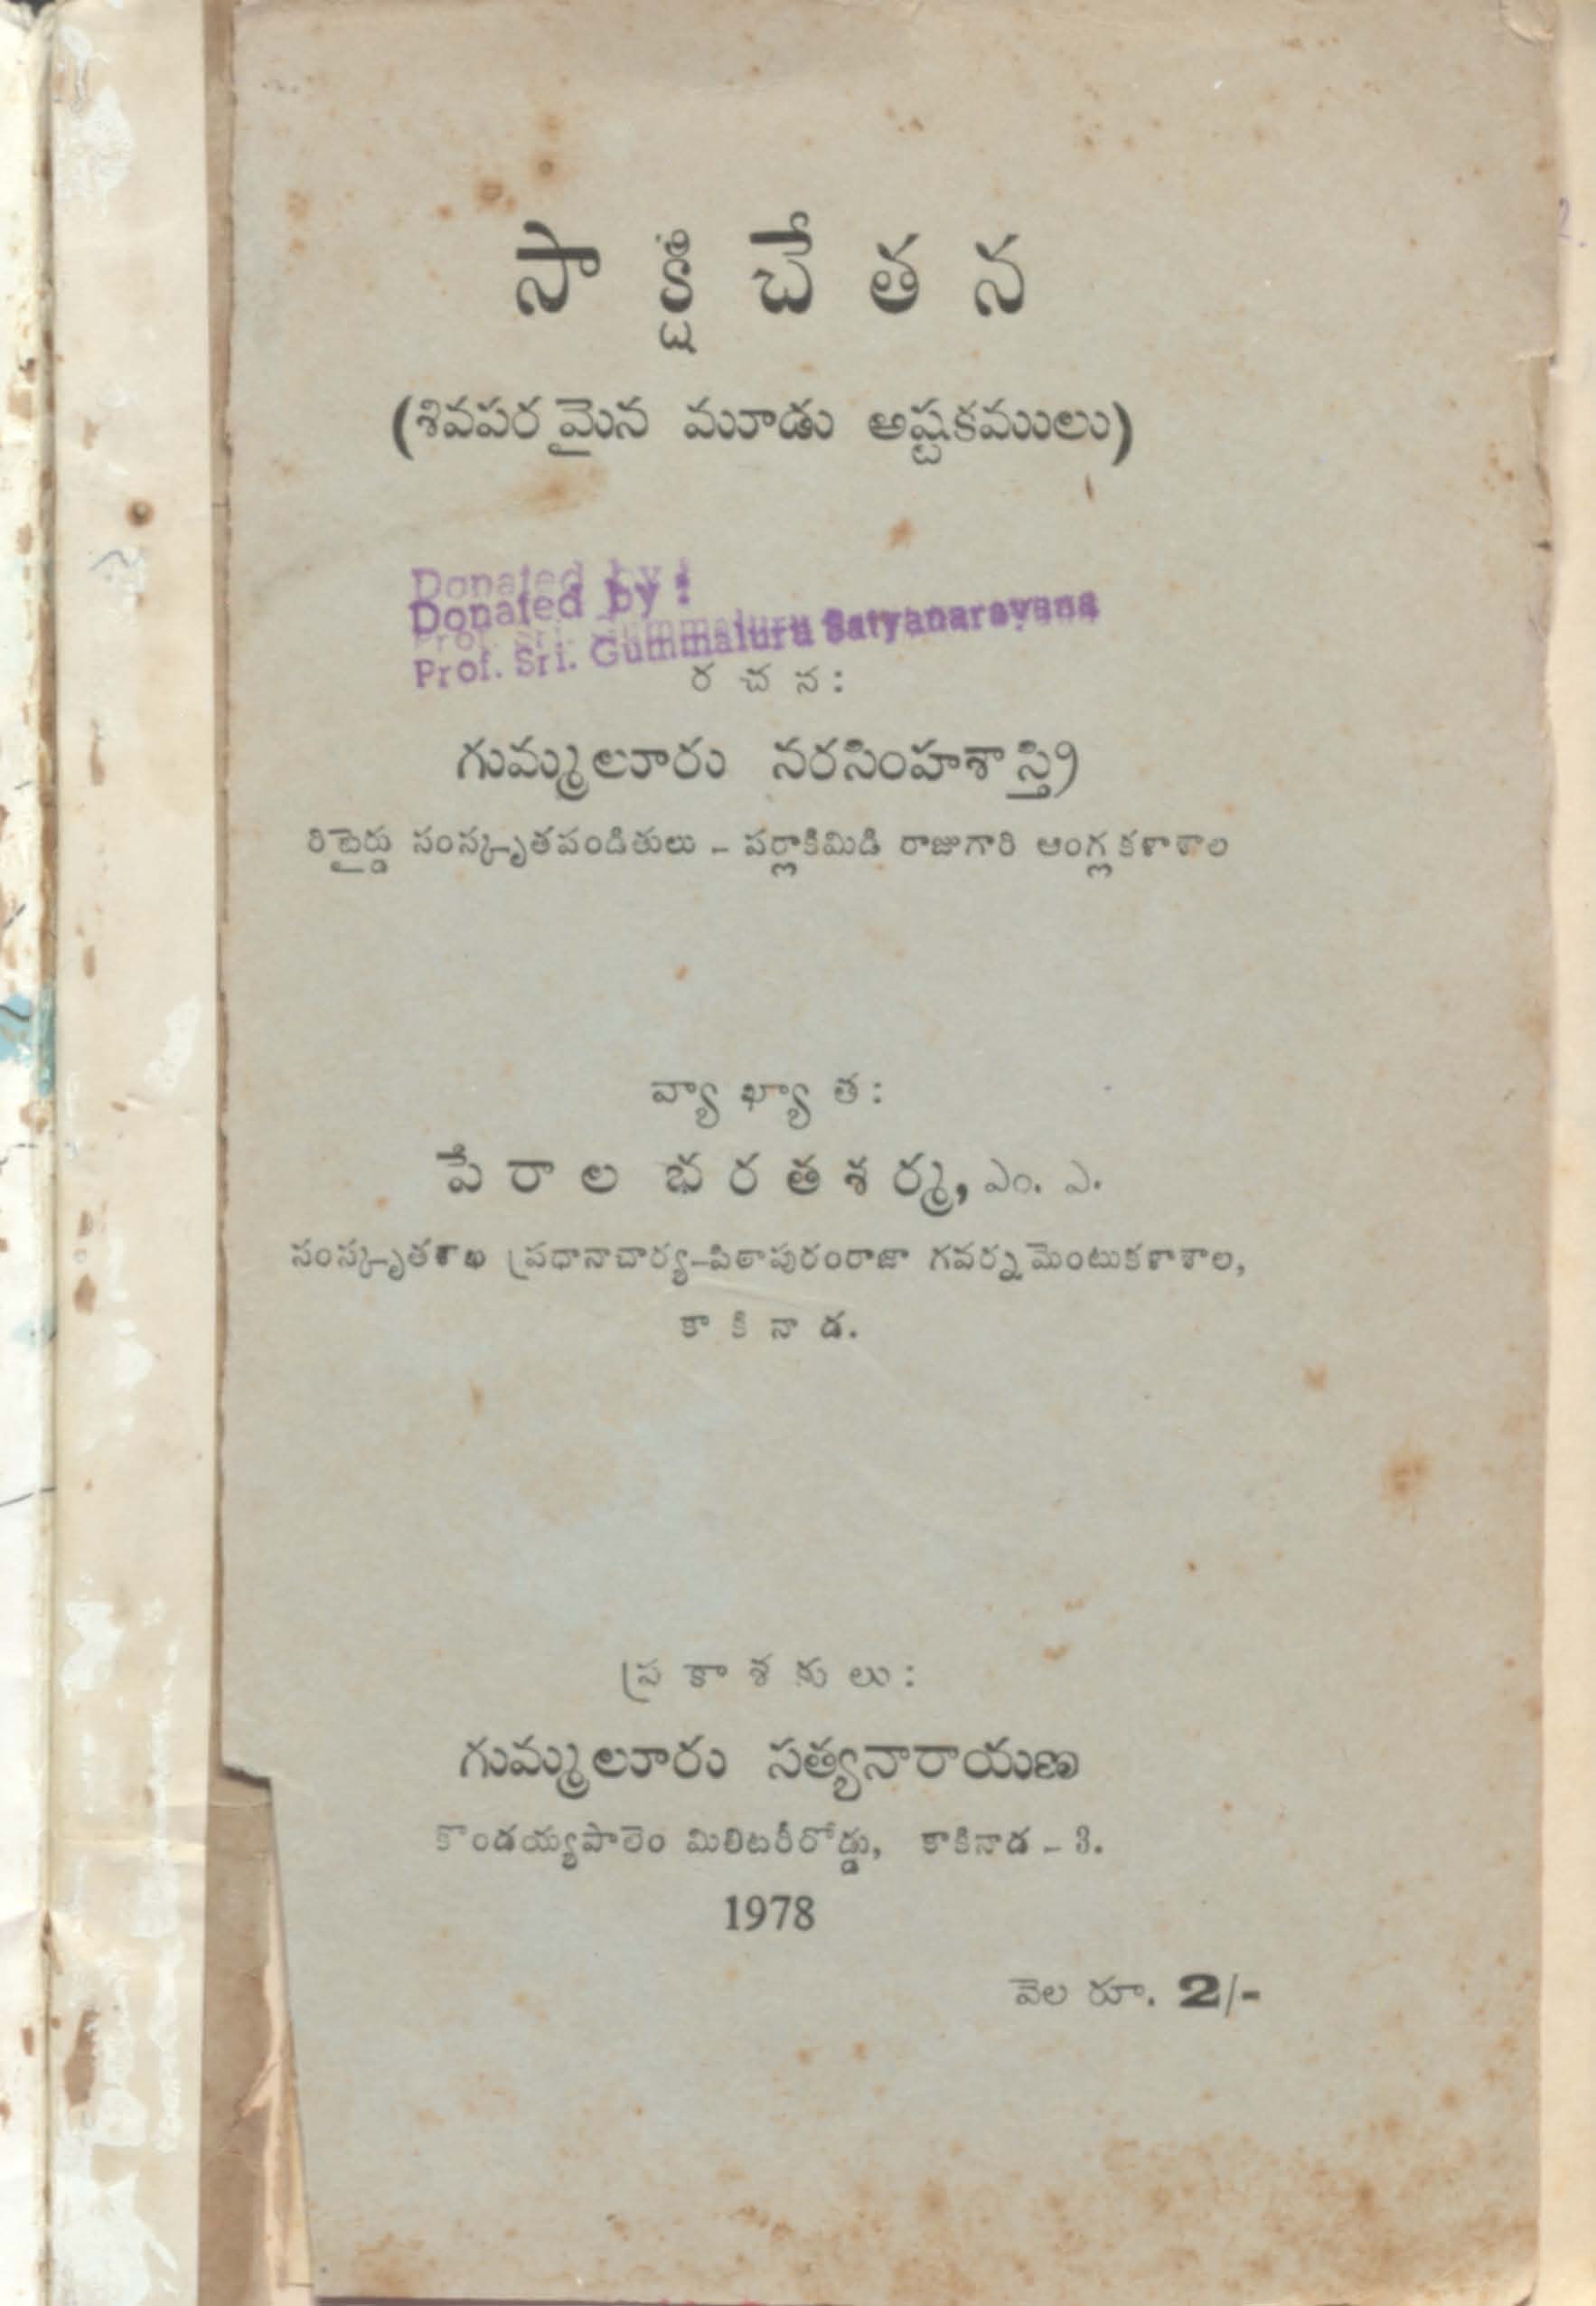 సాక్షిచేతన
(శివపరమైన మూడు అష్టకములు)
Donated by :
Prof. Sri. Gummaluru Satyanarayana
రచన:
గుమ్మలూరు నరసింహశాస్త్రి
రిటైర్డు సంస్కృతపండితులు - పర్లాకిమిడి రాజుగారి ఆంగ్లకళాశాల
వ్యాఖ్యాత:
పేరాల భరతశర్మ, ఎం. ఎ.
సంస్కృతశాఖ ప్రధానాచార్య-పిఠాపురంరాజా గవర్నమెంటుకళాశాల,
కాకినాడ.
ప్రకాశకులు:
గుమ్మలూరు సత్యనారాయణ
కొండయ్యపాలెం మిలిటరీరోడ్డు, కాకినాడ - 3.
1978
వెల రూ. 2/-